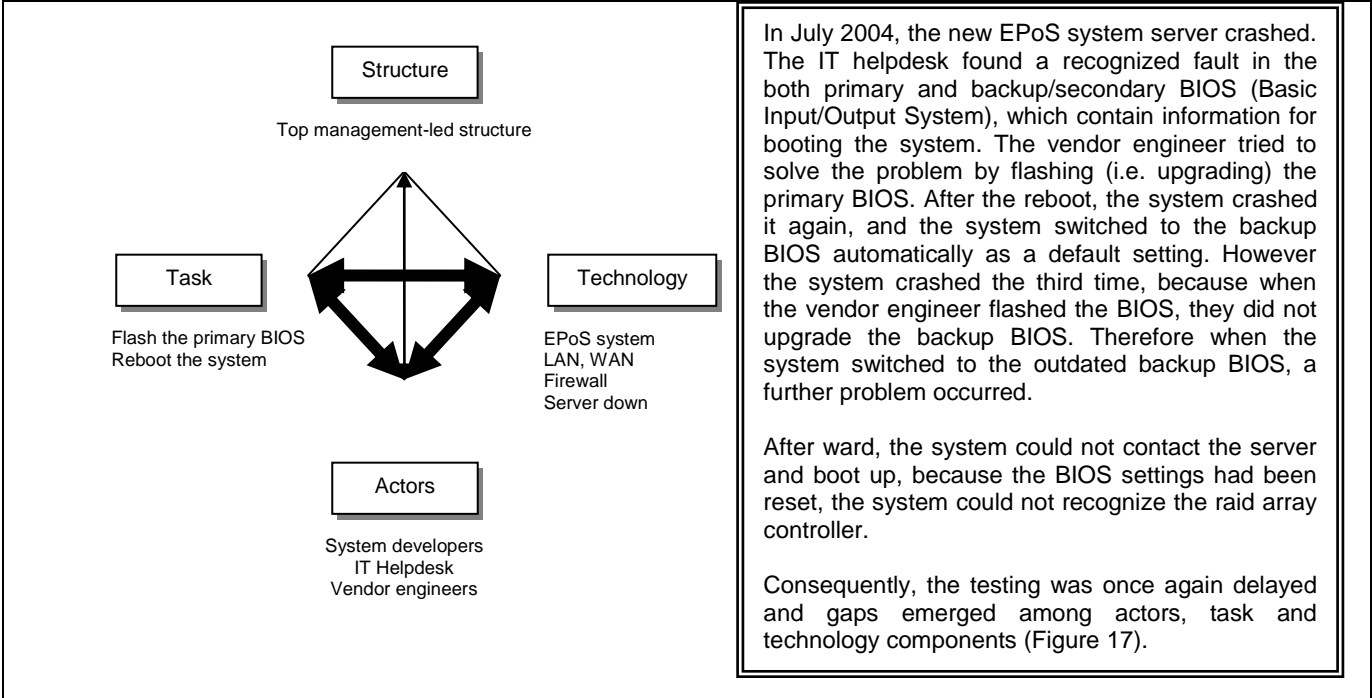 Structure
Top management-led structure
Task
Flash the primary BIOS
Reboot the system
Technology
EPoS system
LAN, WAN
Firewall
Server down
Actors
System developers
IT Helpdesk
Vendor engineers
In July 2004, the new EPoS system server crashed.
The IT helpdesk found a recognized fault in the
both primary and backup/secondary BIOS (Basic
Input/Output System), which contain information for
booting the system. The vendor engineer tried to
solve the problem by flashing (i.e. upgrading) the
primary BIOS. After the reboot, the system crashed
it again, and the system switched to the backup
BIOS automatically as a default setting. However
the system crashed the third time, because when
the vendor engineer flashed the BIOS, they did not
upgrade the backup BIOS. Therefore when the
system switched to the outdated backup BIOS, a
further problem occurred.
After ward, the system could not contact the server
and boot up, because the BIOS settings had been
reset, the system could not recognize the raid array
controller.
Consequently, the testing was once again delayed
and gaps emerged among actors, task and
technology components (Figure 17).